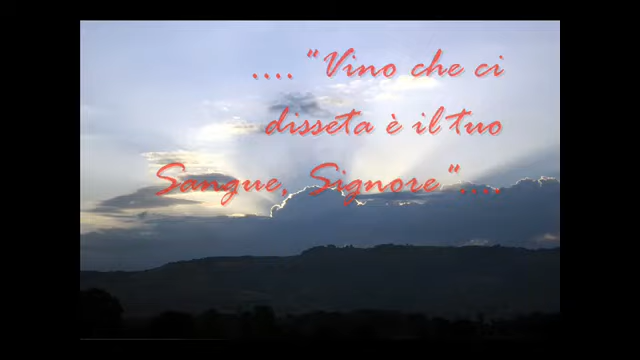 ...."Vino che ci
disseta è il tuo
Sangue, Signore"....